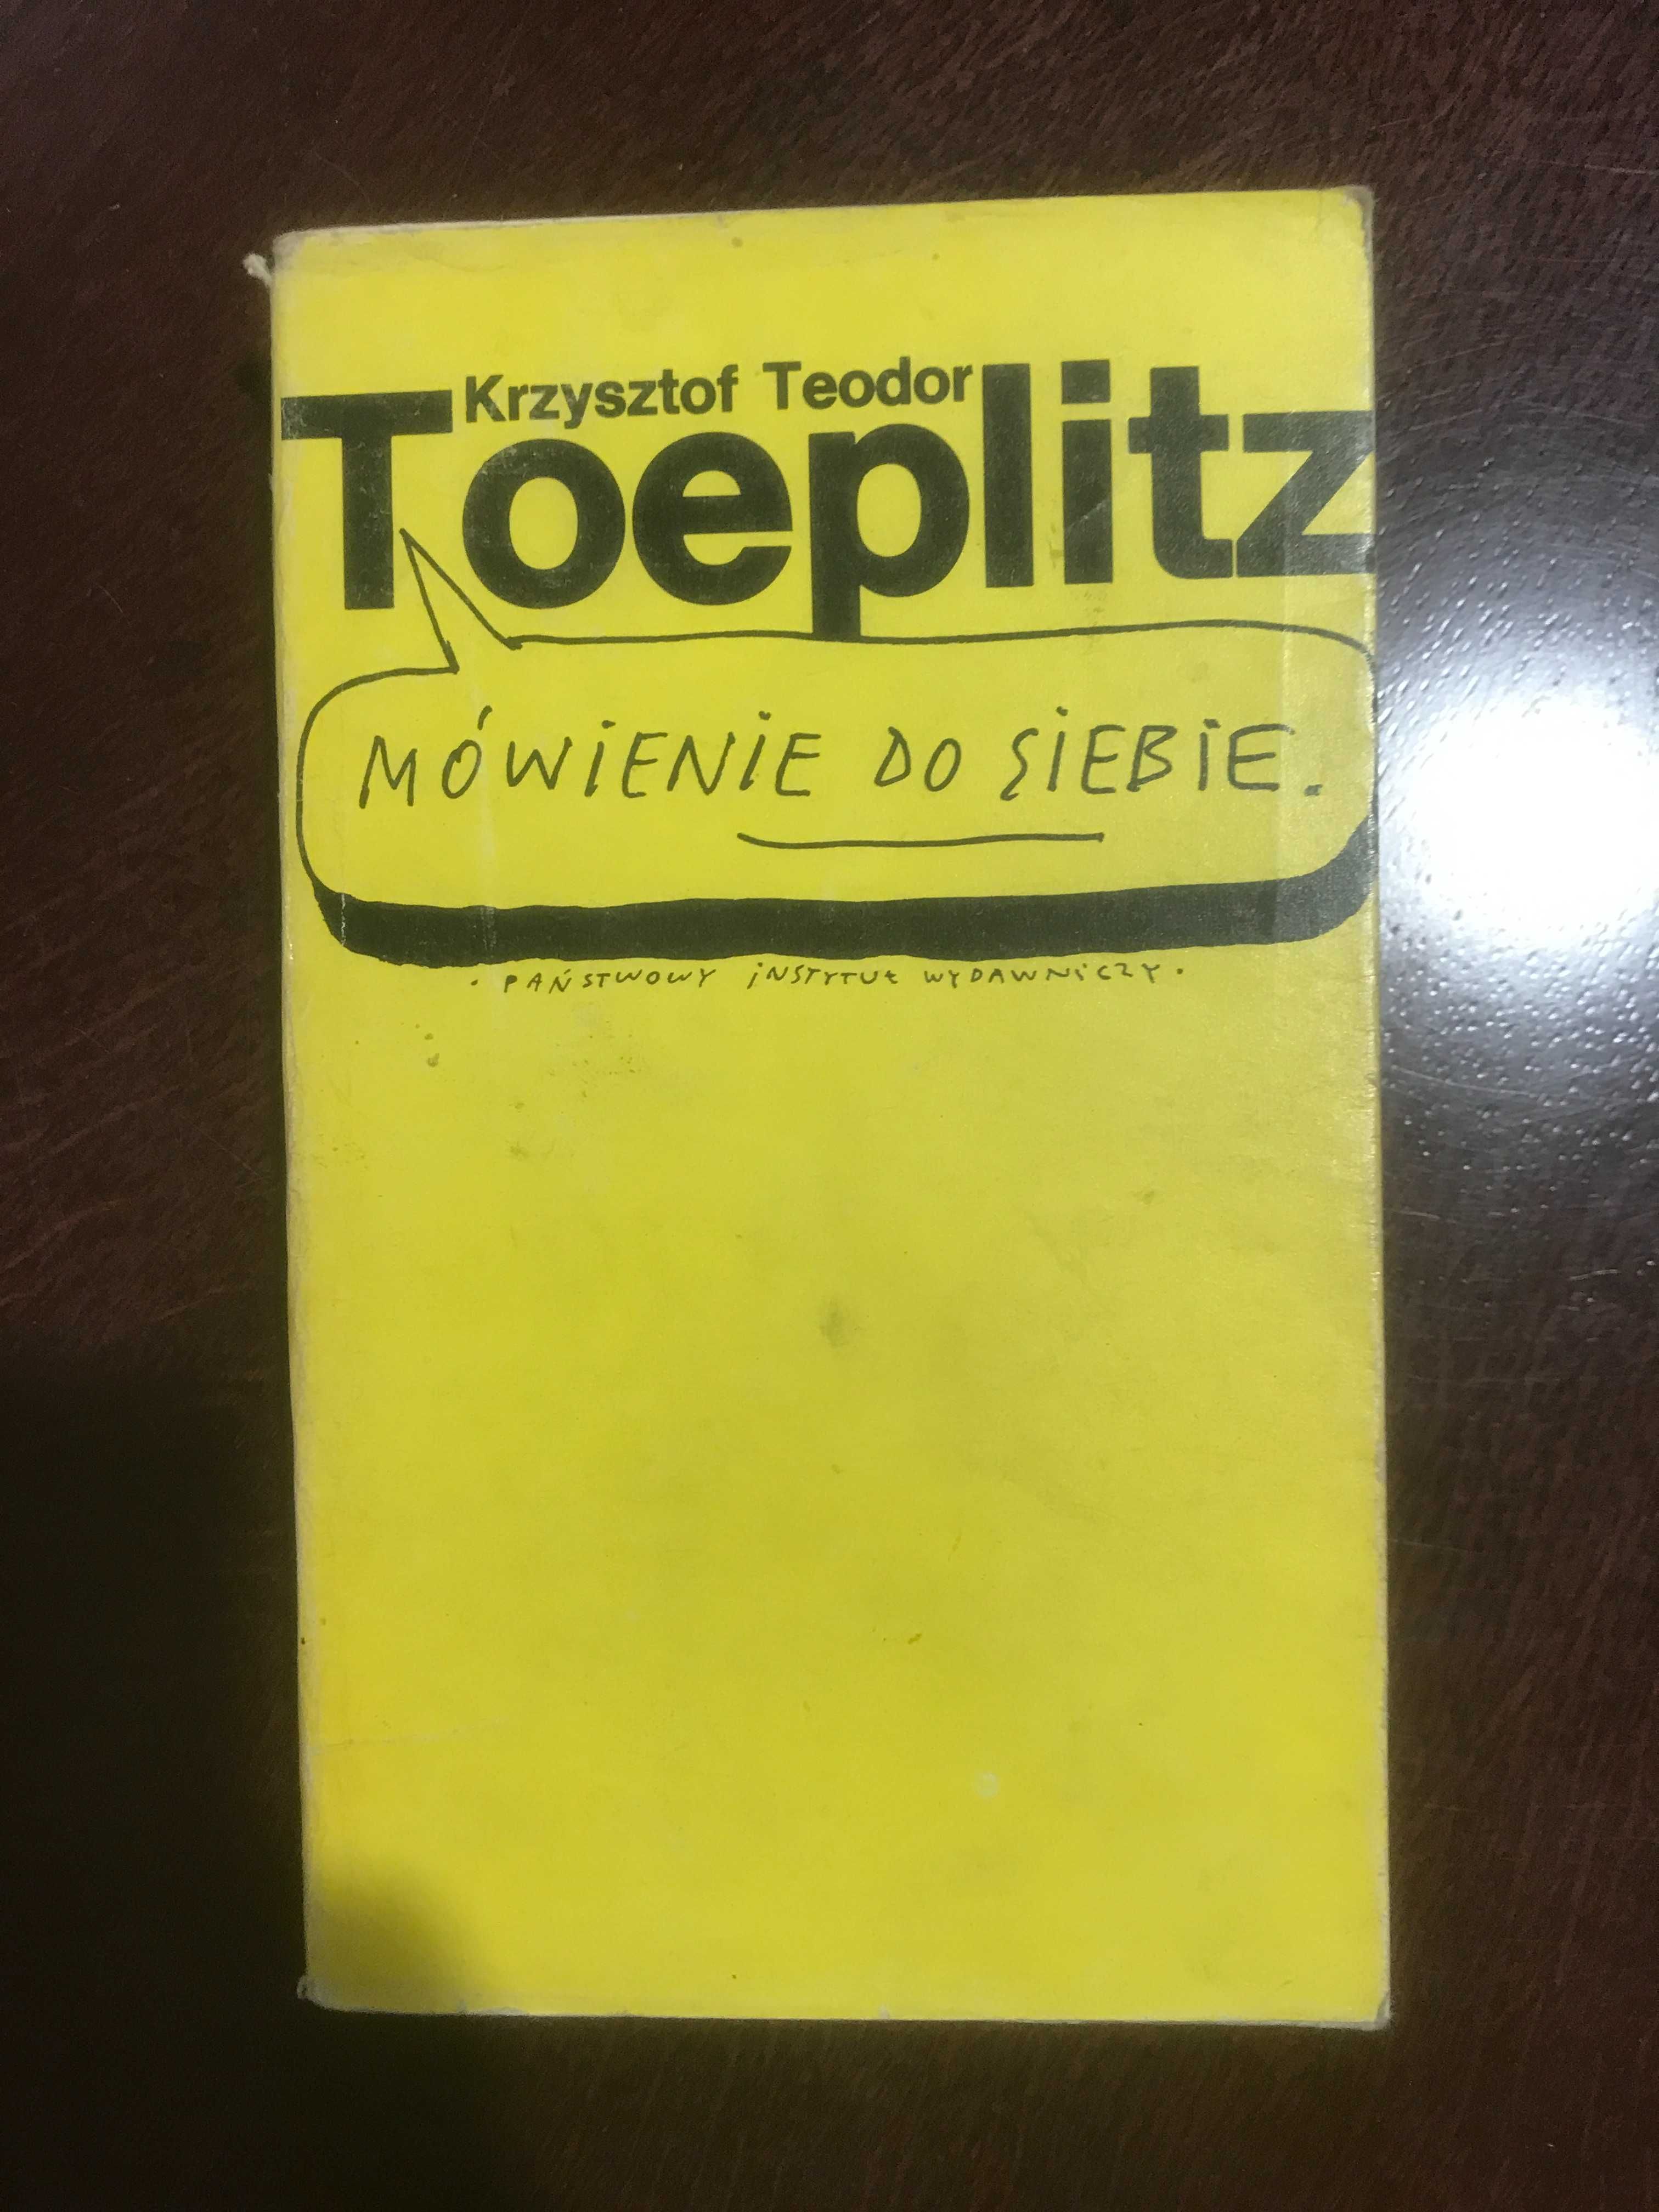 Krzysztof Teodor
Toeplitz
MÓWiENiE DO SiEBiE.
. PAŃSTWOWY iNSTYTUt WYDAWNiCZY .